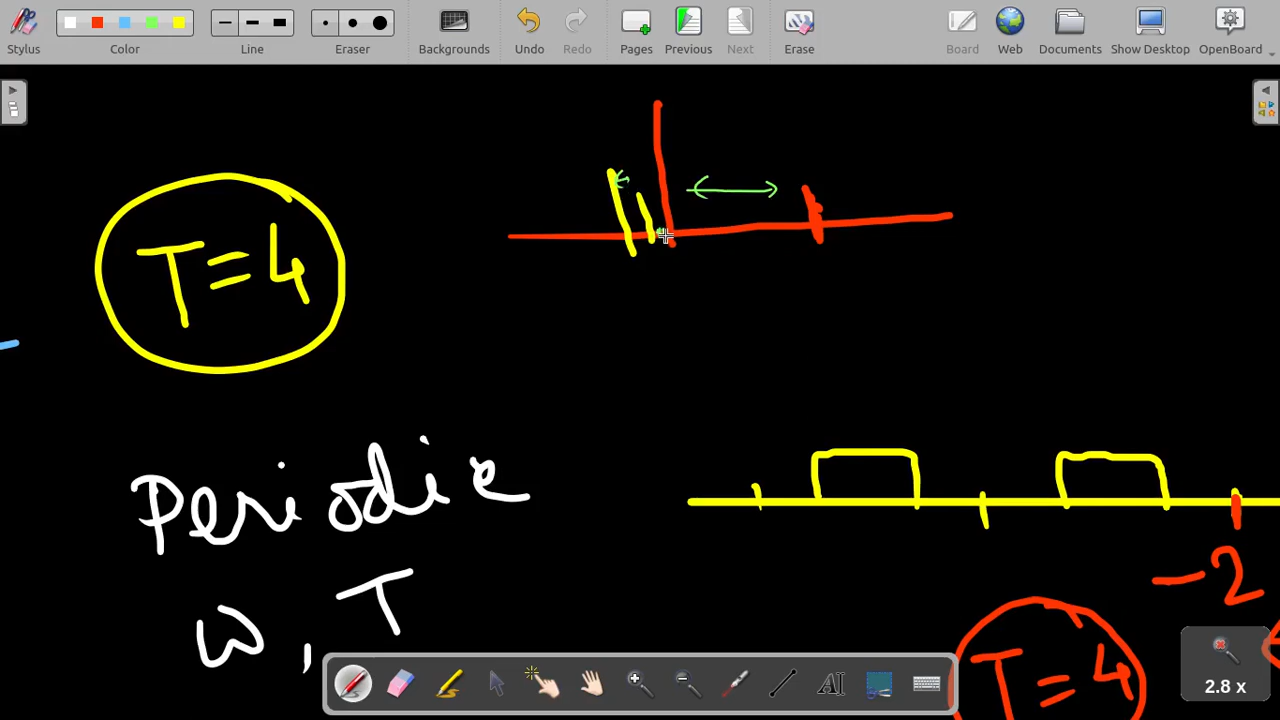 Stylus Color Line Eraser Backgrounds Undo Redo Pages Previous Next Erase Board Web Documents Show Desktop OpenBoard
T=4
Periodic
ω, T
-2
T=4
2.8 x